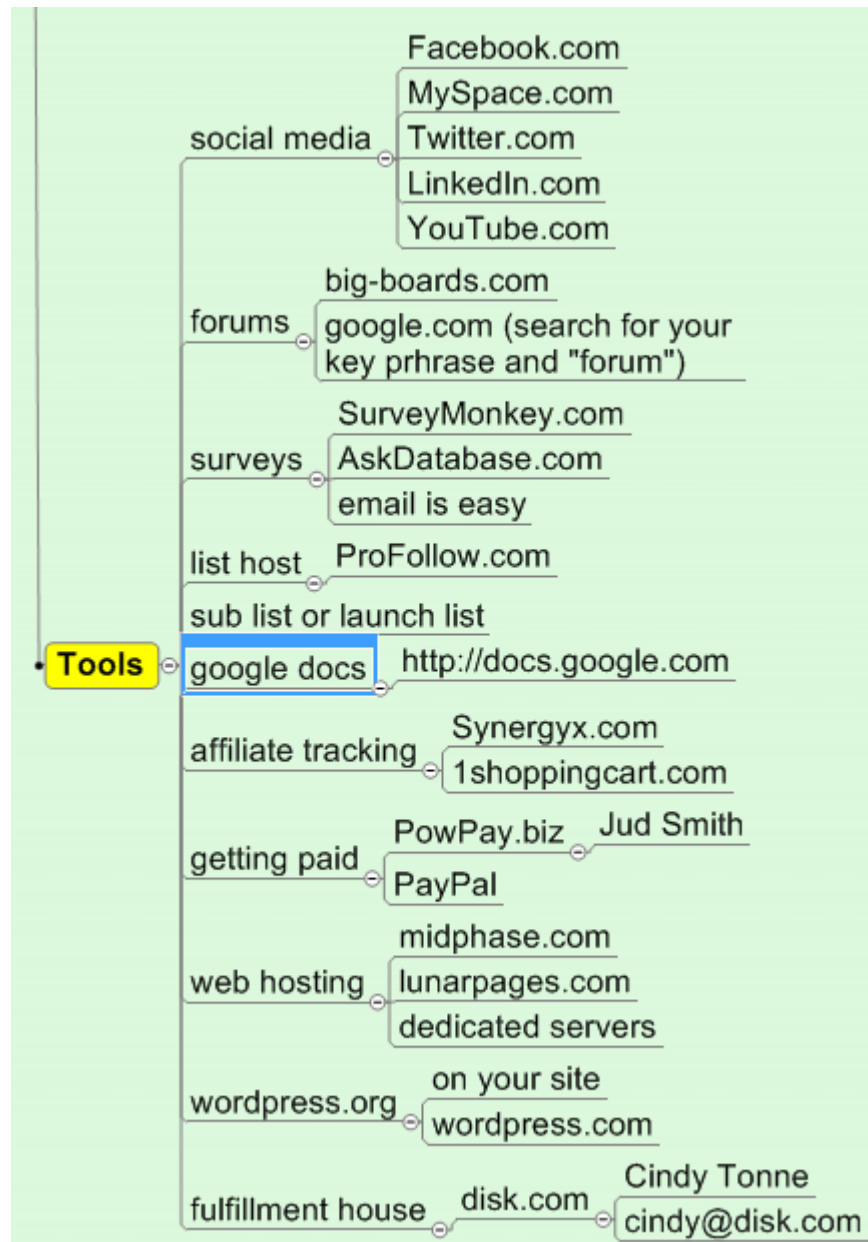 Facebook.com
MySpace.com
social media
Twitter.com
LinkedIn.com
YouTube.com
big-boards.com
forums
google.com (search for your
key prhrase and "forum")
SurveyMonkey.com
surveys
AskDatabase.com
email is easy
list host
ProFollow.com
sub list or launch list
Tools
google docs
http://docs.google.com
affiliate tracking
Synergyx.com
1shoppingcart.com
getting paid
PowPay.biz
Jud Smith
PayPal
midphase.com
web hosting
lunarpages.com
dedicated servers
wordpress.org
on your site
wordpress.com
fulfillment house
disk.com
Cindy Tonne
cindy@disk.com